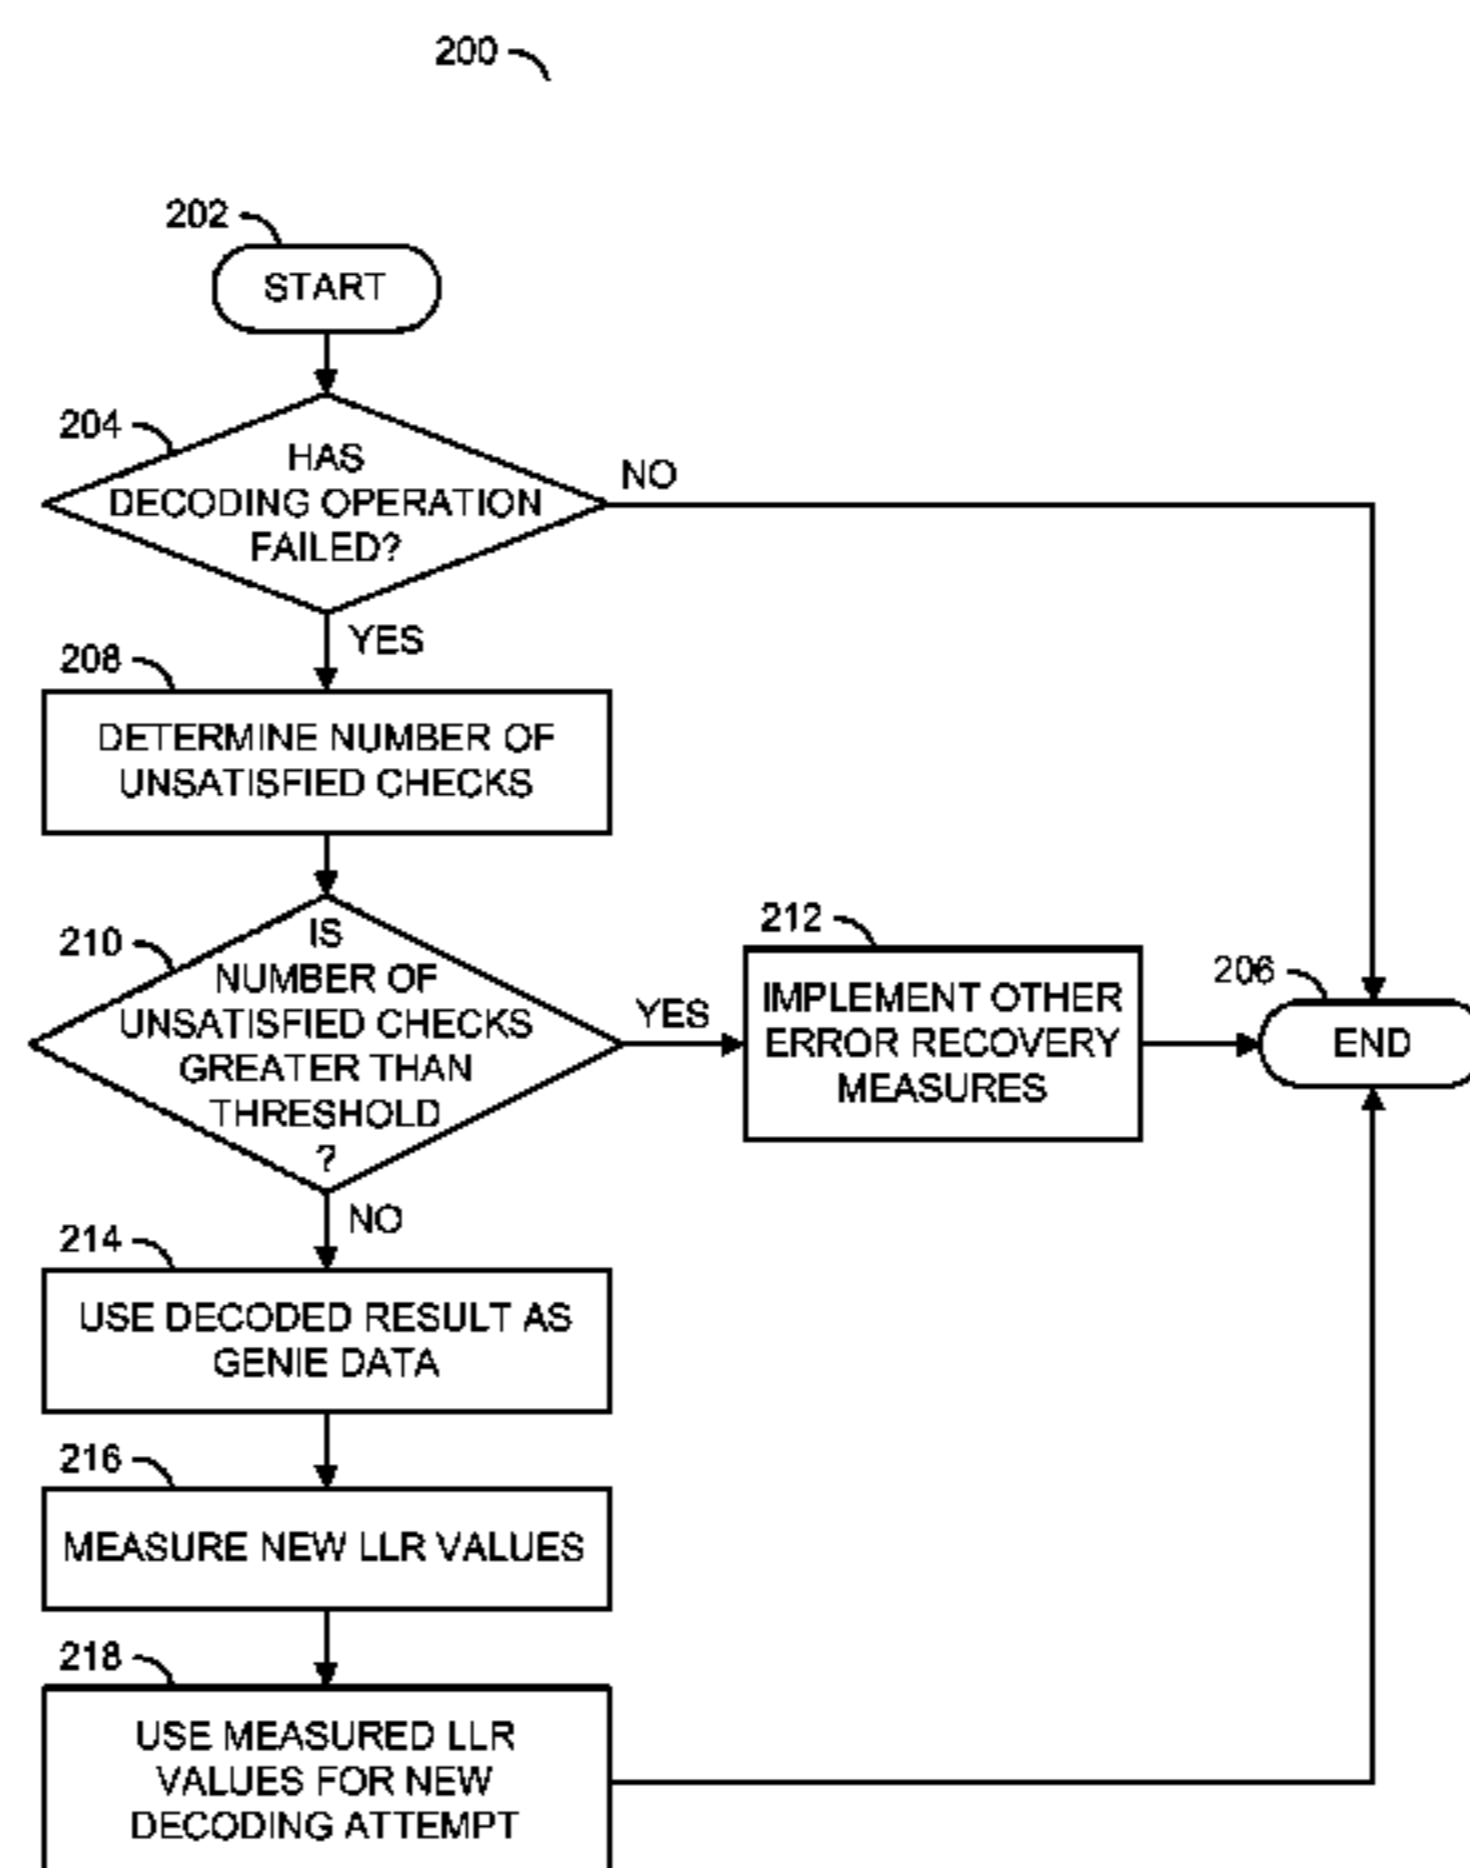 200
202
START
204
HAS
DECODING OPERATION
FAILED?
NO
YES
208
DETERMINE NUMBER OF
UNSATISFIED CHECKS
210
IS
NUMBER OF
UNSATISFIED CHECKS
GREATER THAN
THRESHOLD
?
YES
212
IMPLEMENT OTHER
ERROR RECOVERY
MEASURES
206
END
NO
214
USE DECODED RESULT AS
GENIE DATA
216
MEASURE NEW LLR VALUES
218
USE MEASURED LLR
VALUES FOR NEW
DECODING ATTEMPT